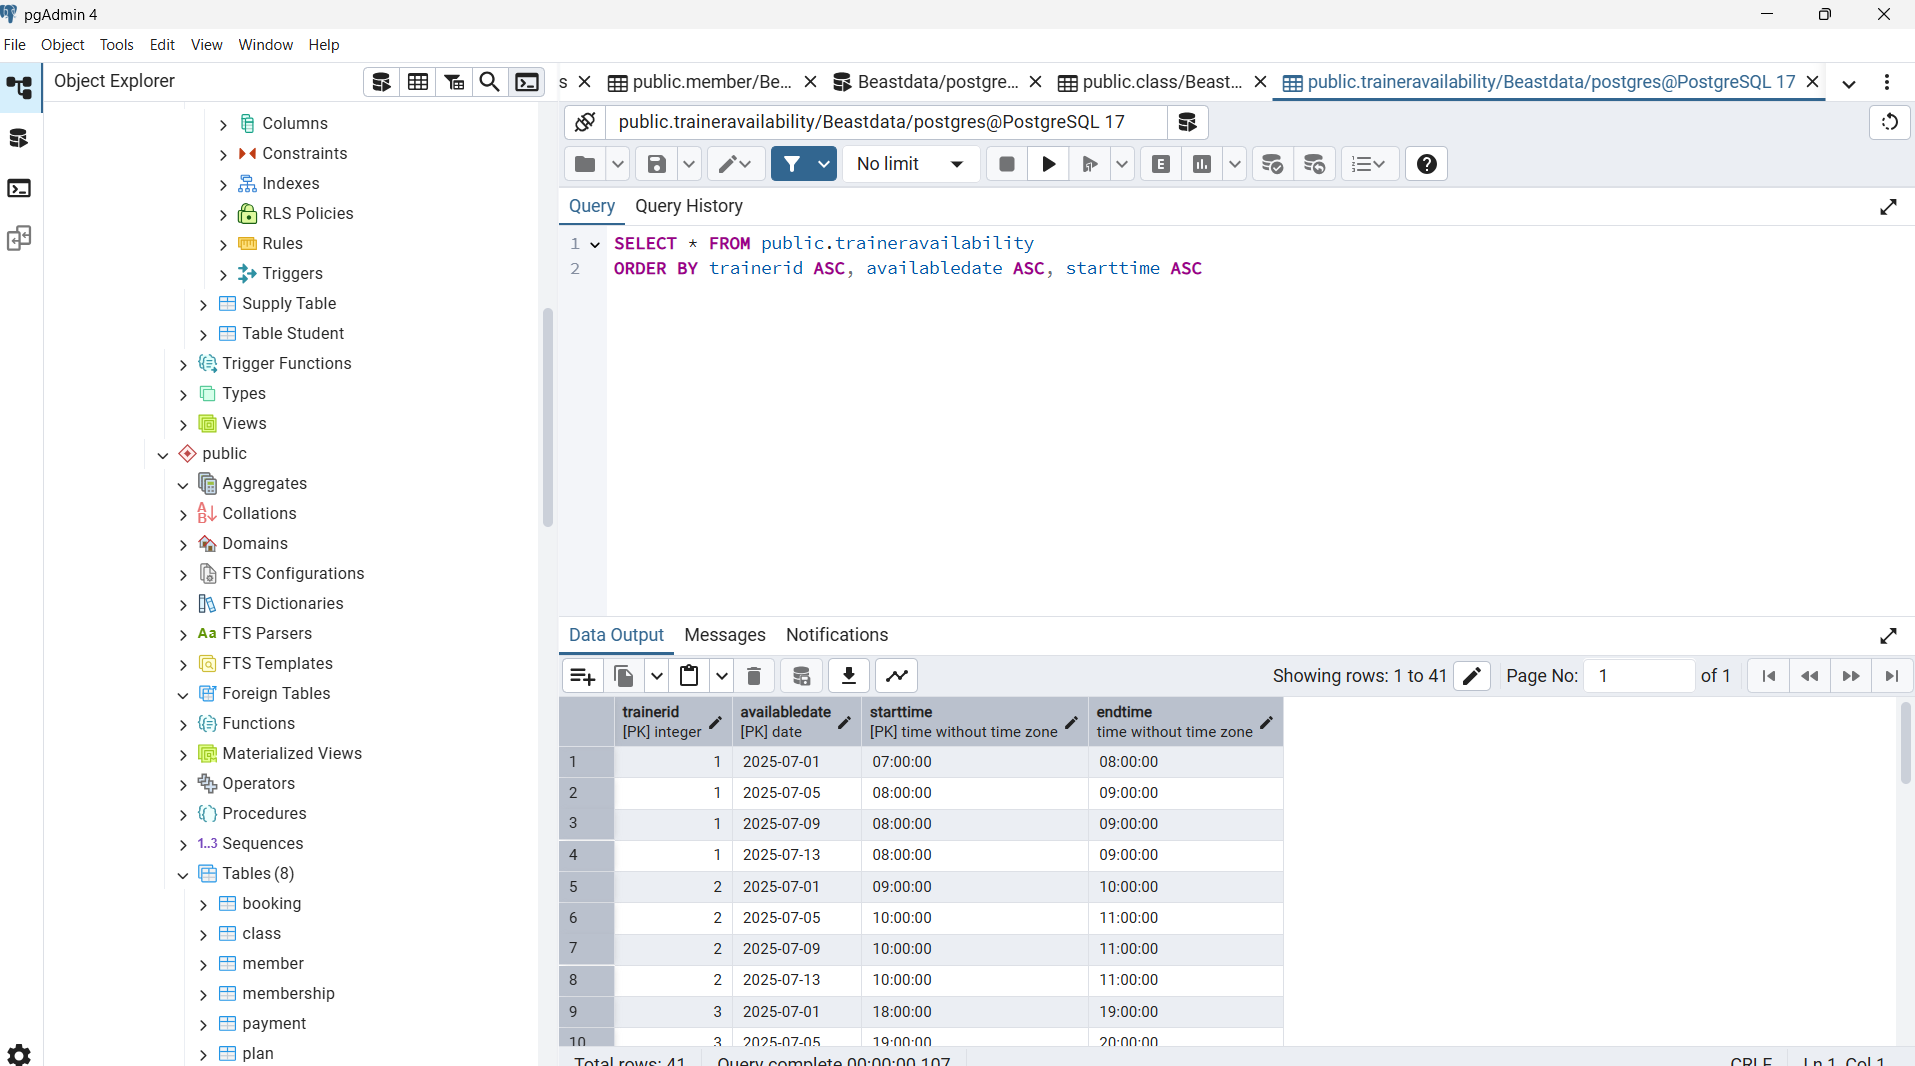 pgAdmin 4
File Object Tools Edit View Window Help
Object Explorer
s public.member/Be... Beastdata/postgre... public.class/Beast... public.traineravailability/Beastdata/postgres@PostgreSQL 17
public.traineravailability/Beastdata/postgres@PostgreSQL 17
No limit E
Query Query History
1 SELECT * FROM public.traineravailability
2 ORDER BY trainerid ASC, availabledate ASC, starttime ASC
Columns
Constraints
Indexes
RLS Policies
Rules
Triggers
Supply Table
Table Student
Trigger Functions
Types
Views
public
Aggregates
Collations
Domains
FTS Configurations
FTS Dictionaries
Aa FTS Parsers
FTS Templates
Foreign Tables
Functions
Materialized Views
Operators
Procedures
1..3 Sequences
Tables (8)
booking
class
member
membership
payment
plan
Data Output Messages Notifications
Showing rows: 1 to 41 Page No: 1 of 1
trainerid availabledate starttime endtime
[PK] integer [PK] date [PK] time without time zone time without time zone
1 1 2025-07-01 07:00:00 08:00:00
2 1 2025-07-05 08:00:00 09:00:00
3 1 2025-07-09 08:00:00 09:00:00
4 1 2025-07-13 08:00:00 09:00:00
5 2 2025-07-01 09:00:00 10:00:00
6 2 2025-07-05 10:00:00 11:00:00
7 2 2025-07-09 10:00:00 11:00:00
8 2 2025-07-13 10:00:00 11:00:00
9 3 2025-07-01 18:00:00 19:00:00
10 3 2025-07-05 19:00:00 20:00:00
Total rows: 41 Query complete 00:00:00.107 CRLF Ln 1, Col 1